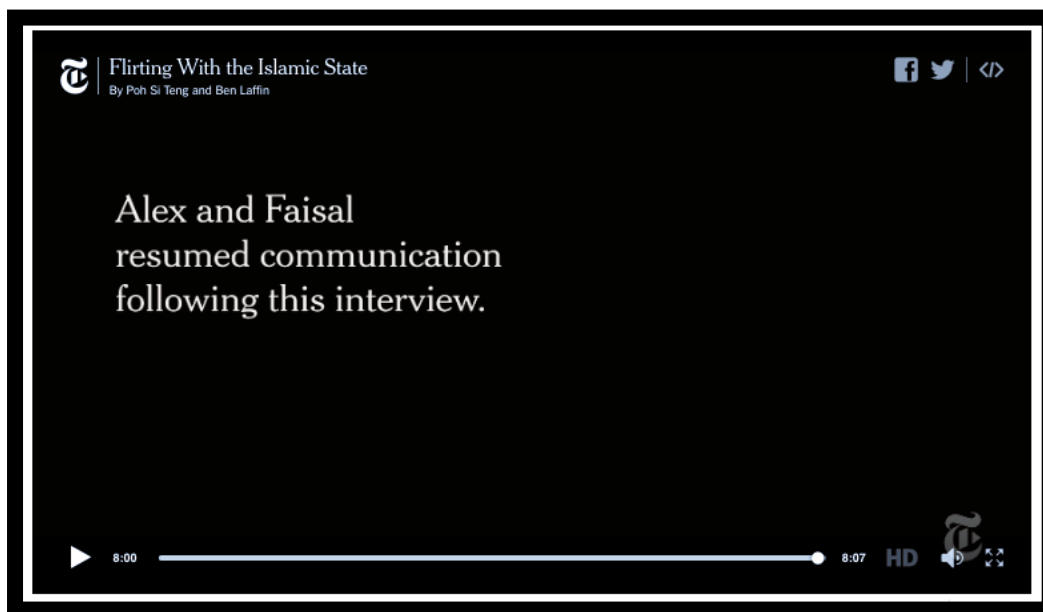 Flirting With the Islamic State
By Poh Si Teng and Ben Laffin
Alex and Faisal
resumed communication
following this interview.
8:00
8:07
HD